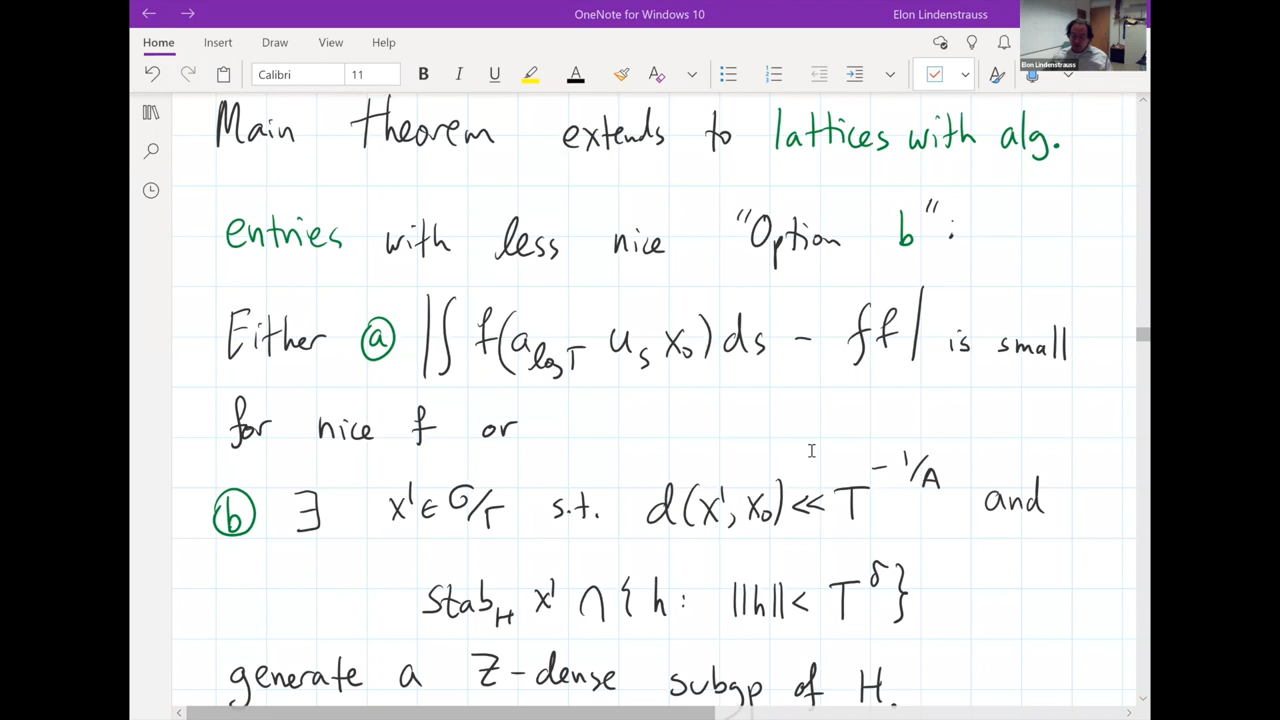 OneNote for Windows 10
Elon Lindenstrauss
Home Insert Draw View Help
Calibri 11 B I U A
Elon Lindenstrauss
Main theorem extends to lattices with alg.
entries with less nice "Option b":
Either ⓐ |∫ f(a_{log T} u_s x_0) ds - ∫f| is small
for nice f or
ⓑ ∃ x' ∈ G/Γ s.t. d(x', x_0) ≪ T^{-1/A} and
Stab_H x' ∩ {h: ||h|| < T^δ}
generate a Z-dense subgp of H.